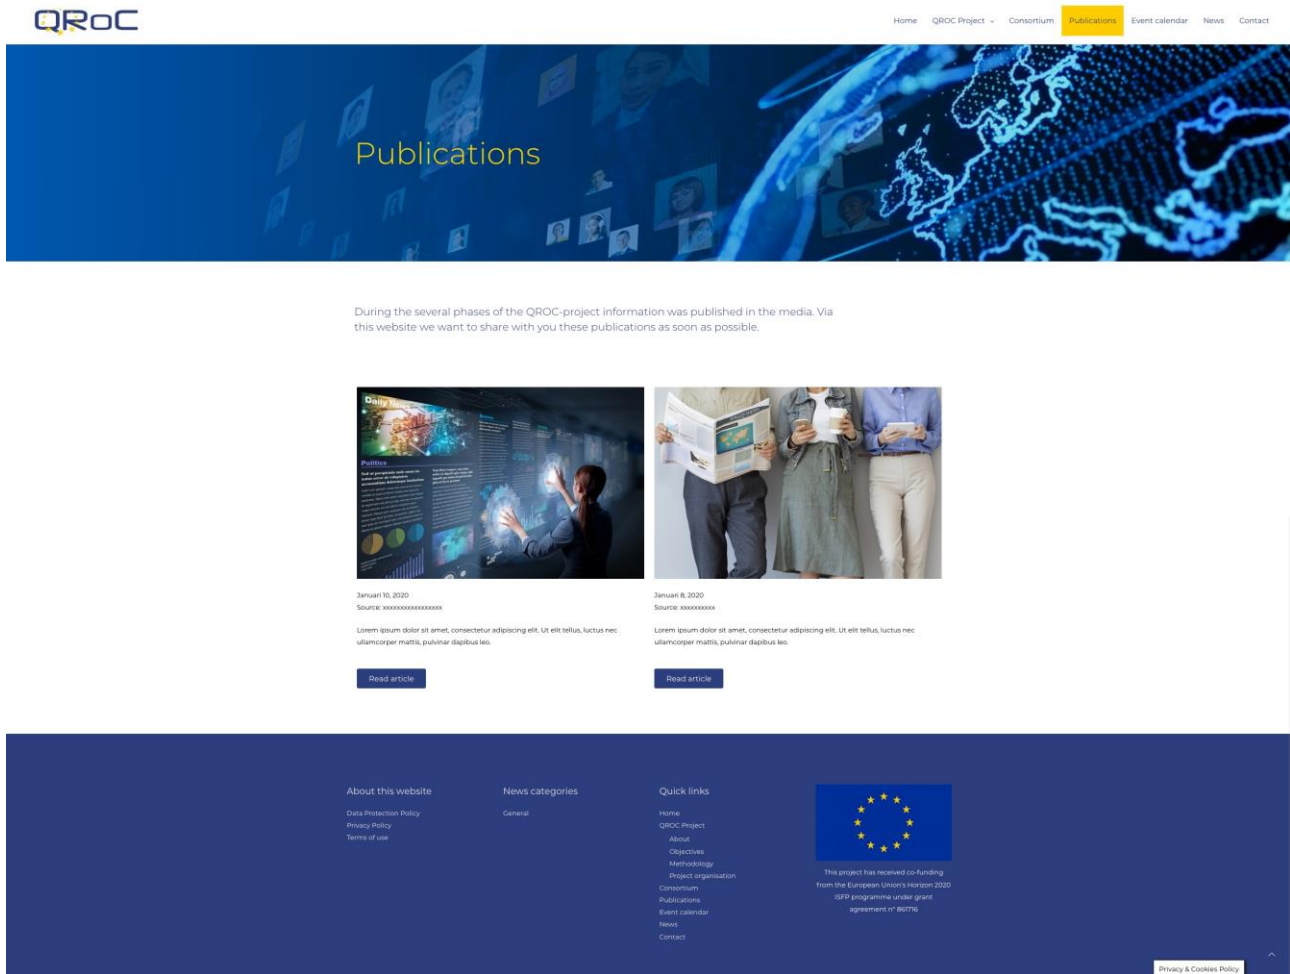 QRoC
Home QROC Project Consortium Publications Event calendar News Contact
Publications
During the several phases of the QROC-project information was published in the media. Via
this website we want to share with you these publications as soon as possible.
Daily News
Politics
Januari 10, 2020
Source: xxxxxxxxxxxxxxxxx
Lorem ipsum dolor sit amet, consectetur adipiscing elit. Ut elit tellus, luctus nec
ullamcorper mattis, pulvinar dapibus leo.
Read article
Januari 8, 2020
Source: xxxxxxxxxx
Lorem ipsum dolor sit amet, consectetur adipiscing elit. Ut elit tellus, luctus nec
ullamcorper mattis, pulvinar dapibus leo.
Read article
About this website
Data Protection Policy
Privacy Policy
Terms of use
News categories
General
Quick links
Home
QROC Project
About
Objectives
Methodology
Project organisation
Consortium
Publications
Event calendar
News
Contact
This project has received co-funding
from the European Union's Horizon 2020
ISFP programme under grant
agreement n° 861716
Privacy & Cookies Policy